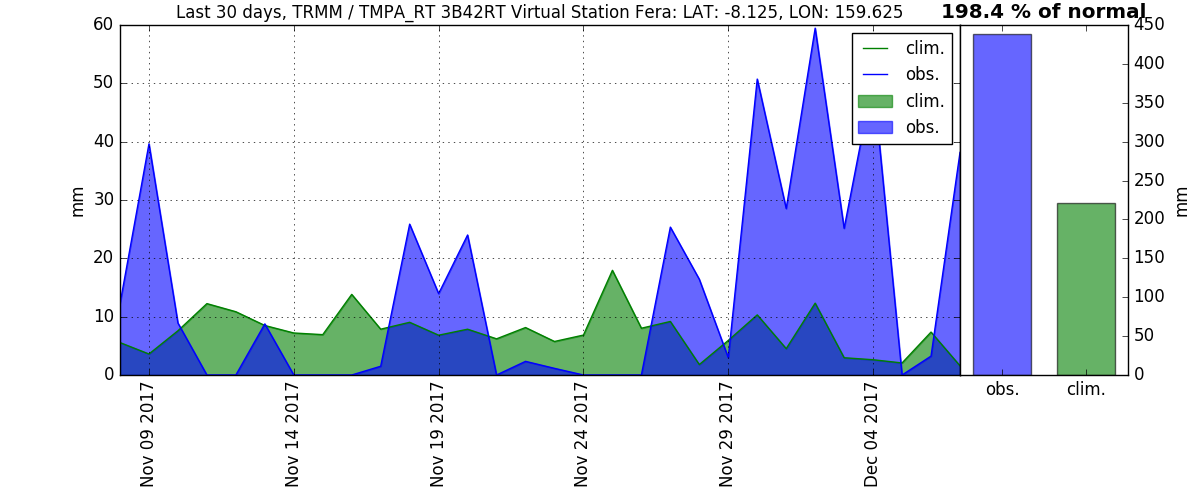 Last 30 days, TRMM / TMPA_RT 3B42RT Virtual Station Fera: LAT: -8.125, LON: 159.625
198.4 % of normal
60
50
40
30
20
10
0
mm
clim.
obs.
clim.
obs.
Nov 09 2017
Nov 14 2017
Nov 19 2017
Nov 24 2017
Nov 29 2017
Dec 04 2017
450
400
350
300
250
200
150
100
50
0
mm
obs.
clim.